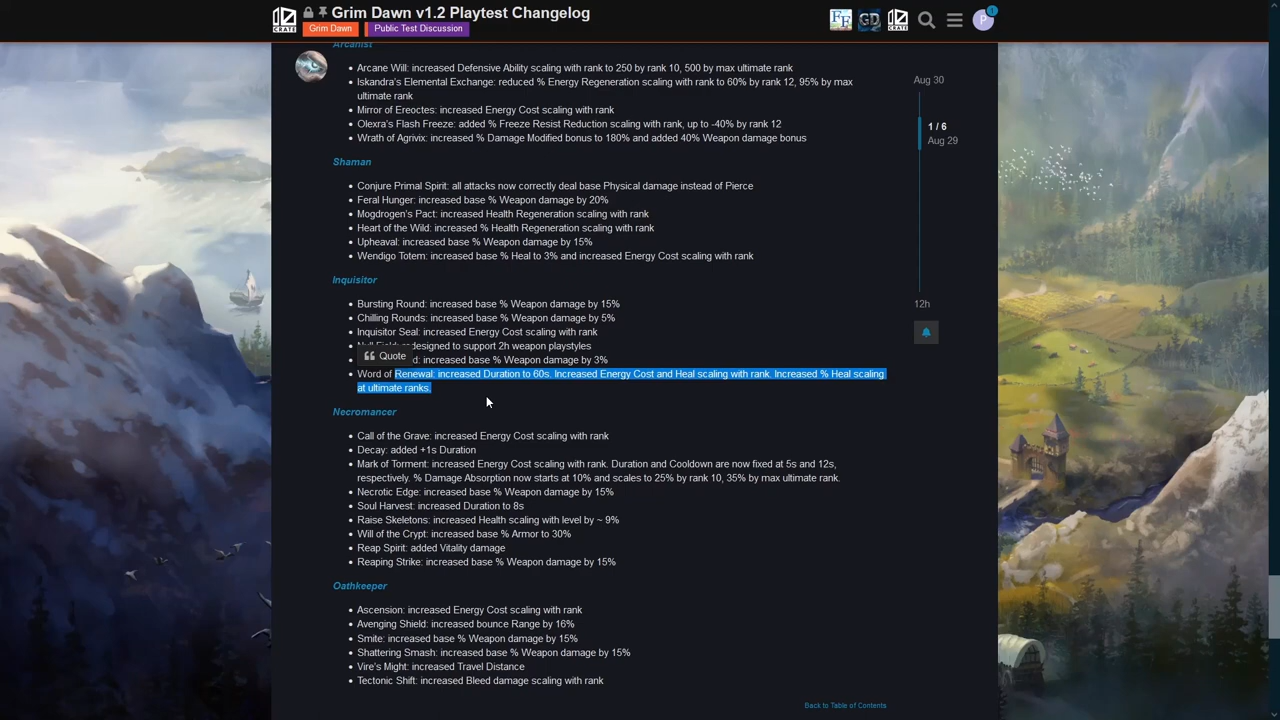 Grim Dawn v1.2 Playtest Changelog
Grim Dawn
Public Test Discussion
CRATE
FF
GD
CRATE
P
1
Arcanist
• Arcane Will: increased Defensive Ability scaling with rank to 250 by rank 10, 500 by max ultimate rank
• Iskandra's Elemental Exchange: reduced % Energy Regeneration scaling with rank to 60% by rank 12, 95% by max
ultimate rank
• Mirror of Ereoctes: increased Energy Cost scaling with rank
• Olexra's Flash Freeze: added % Freeze Resist Reduction scaling with rank, up to -40% by rank 12
• Wrath of Agrivix: increased % Damage Modified bonus to 180% and added 40% Weapon damage bonus
Shaman
• Conjure Primal Spirit: all attacks now correctly deal base Physical damage instead of Pierce
• Feral Hunger: increased base % Weapon damage by 20%
• Mogdrogen's Pact: increased Health Regeneration scaling with rank
• Heart of the Wild: increased % Health Regeneration scaling with rank
• Upheaval: increased base % Weapon damage by 15%
• Wendigo Totem: increased base % Heal to 3% and increased Energy Cost scaling with rank
Inquisitor
• Bursting Round: increased base % Weapon damage by 15%
• Chilling Rounds: increased base % Weapon damage by 5%
• Inquisitor Seal: increased Energy Cost scaling with rank
• designed to support 2h weapon playstyles
Quote
• increased base % Weapon damage by 3%
• Word of Renewal: increased Duration to 60s. Increased Energy Cost and Heal scaling with rank. Increased % Heal scaling
at ultimate ranks.
Necromancer
• Call of the Grave: increased Energy Cost scaling with rank
• Decay: added +1s Duration
• Mark of Torment: increased Energy Cost scaling with rank. Duration and Cooldown are now fixed at 5s and 12s,
respectively. % Damage Absorption now starts at 10% and scales to 25% by rank 10, 35% by max ultimate rank.
• Necrotic Edge: increased base % Weapon damage by 15%
• Soul Harvest: increased Duration to 8s
• Raise Skeletons: increased Health scaling with level by ~ 9%
• Will of the Crypt: increased base % Armor to 30%
• Reap Spirit: added Vitality damage
• Reaping Strike: increased base % Weapon damage by 15%
Oathkeeper
• Ascension: increased Energy Cost scaling with rank
• Avenging Shield: increased bounce Range by 16%
• Smite: increased base % Weapon damage by 15%
• Shattering Smash: increased base % Weapon damage by 15%
• Vire's Might: increased Travel Distance
• Tectonic Shift: increased Bleed damage scaling with rank
Back to Table of Contents
Aug 30
1 / 6
Aug 29
12h